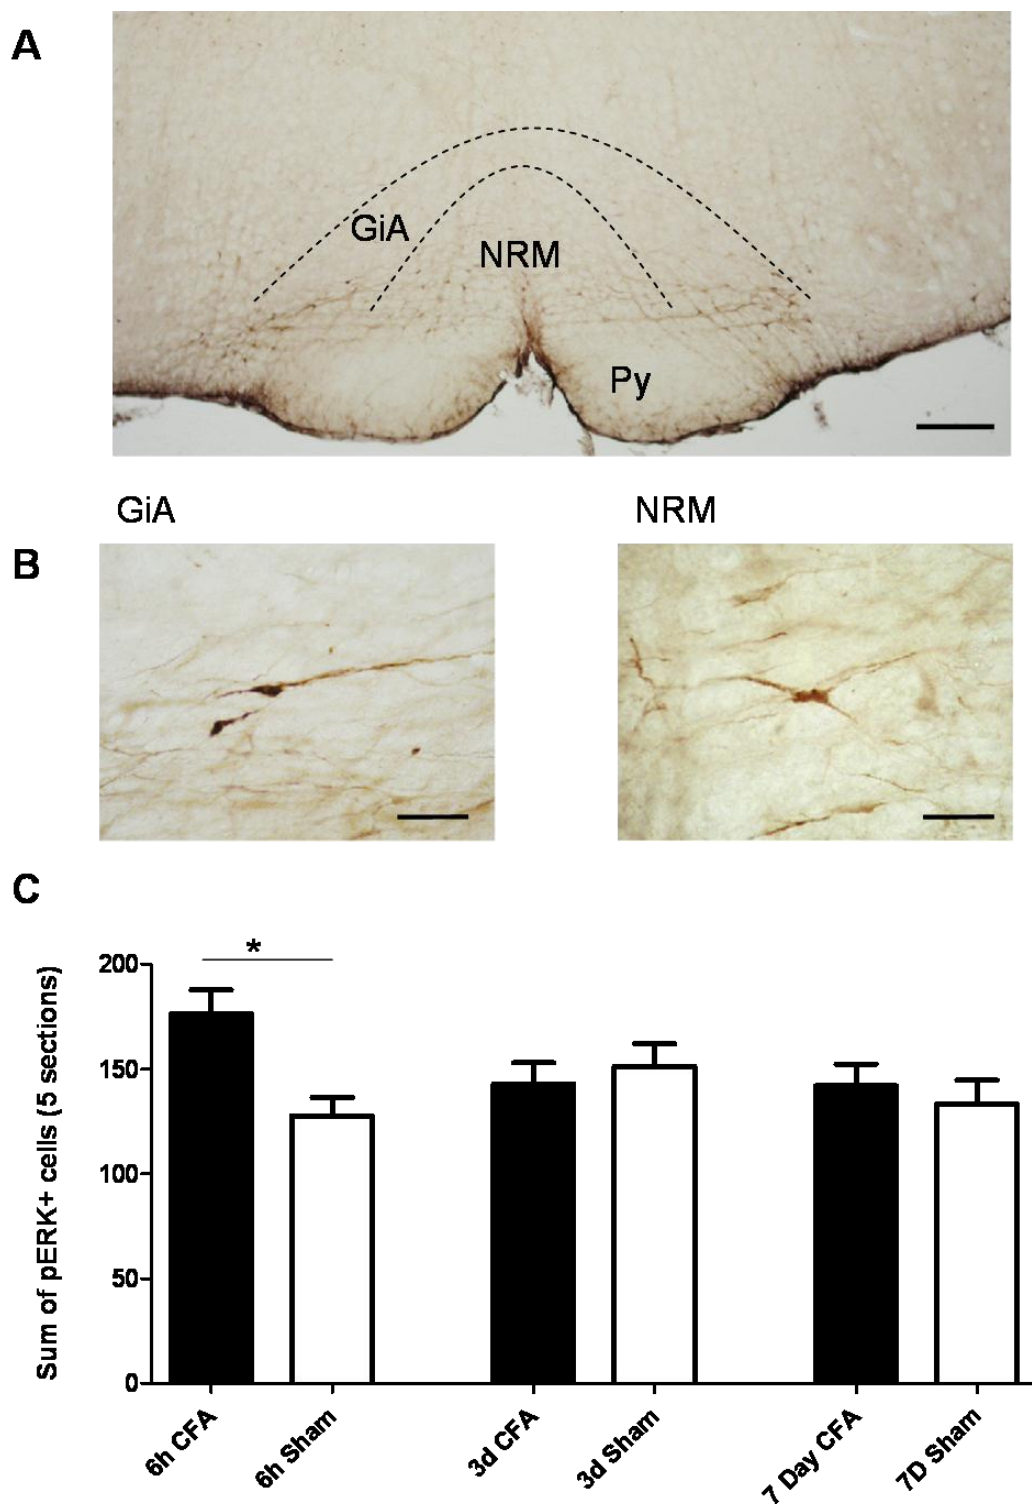 A
GiA
NRM
Py
GiA
NRM
B
C
*
200
150
100
50
0
Sum of pERK+ cells (5 sections)
6h CFA
6h Sham
3d CFA
3d Sham
7 Day CFA
7D Sham